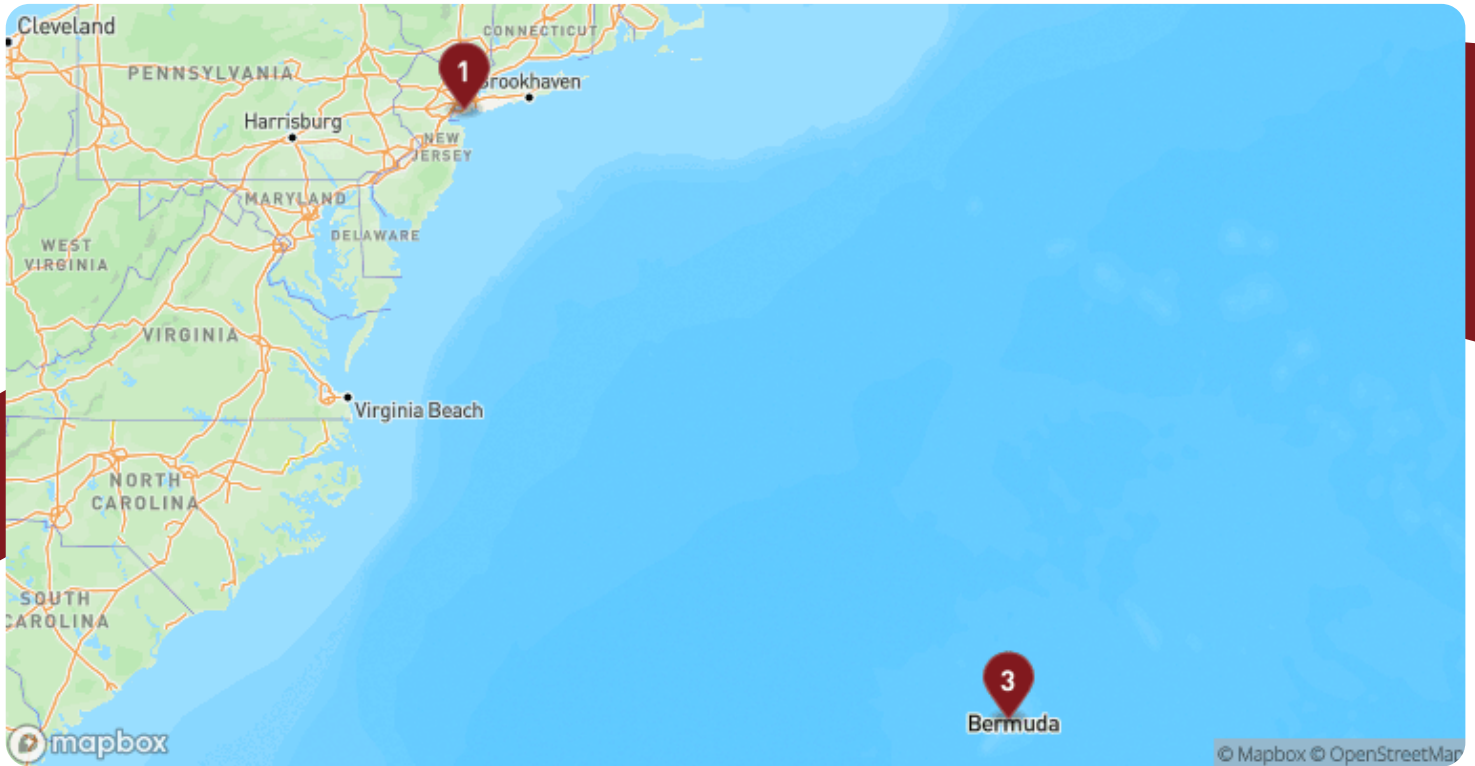 Cleveland
CONNECTICUT
PENNSYLVANIA
1
Brookhaven
Harrisburg
NEW
JERSEY
MARYLAND
DELAWARE
WEST
VIRGINIA
VIRGINIA
Virginia Beach
NORTH
CAROLINA
SOUTH
CAROLINA
3
Bermuda
mapbox
© Mapbox © OpenStreetMap